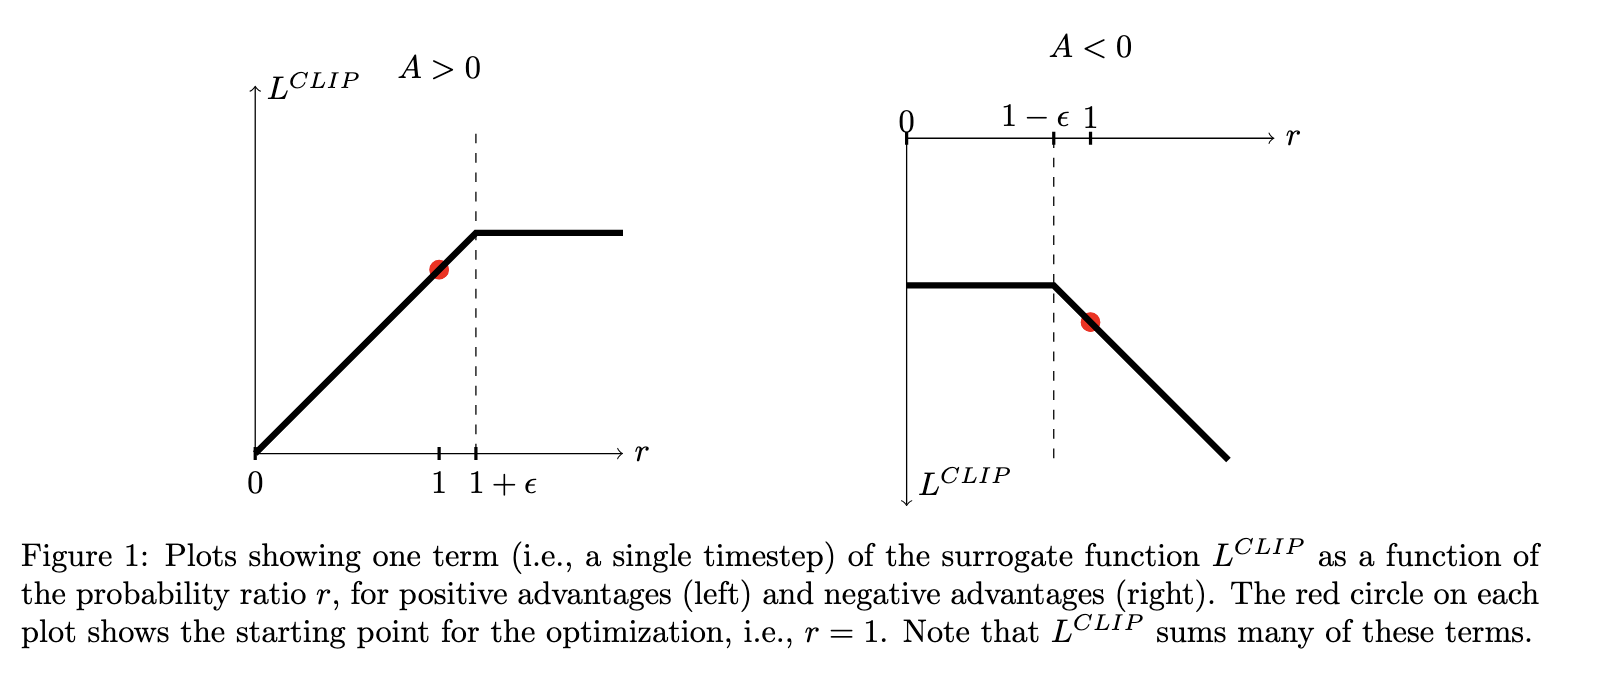 A > 0
L^{CLIP}
r
0
1
1 + ϵ
A < 0
0
1 − ϵ
1
r
L^{CLIP}
Figure 1: Plots showing one term (i.e., a single timestep) of the surrogate function L^{CLIP} as a function of
the probability ratio r, for positive advantages (left) and negative advantages (right). The red circle on each
plot shows the starting point for the optimization, i.e., r = 1. Note that L^{CLIP} sums many of these terms.